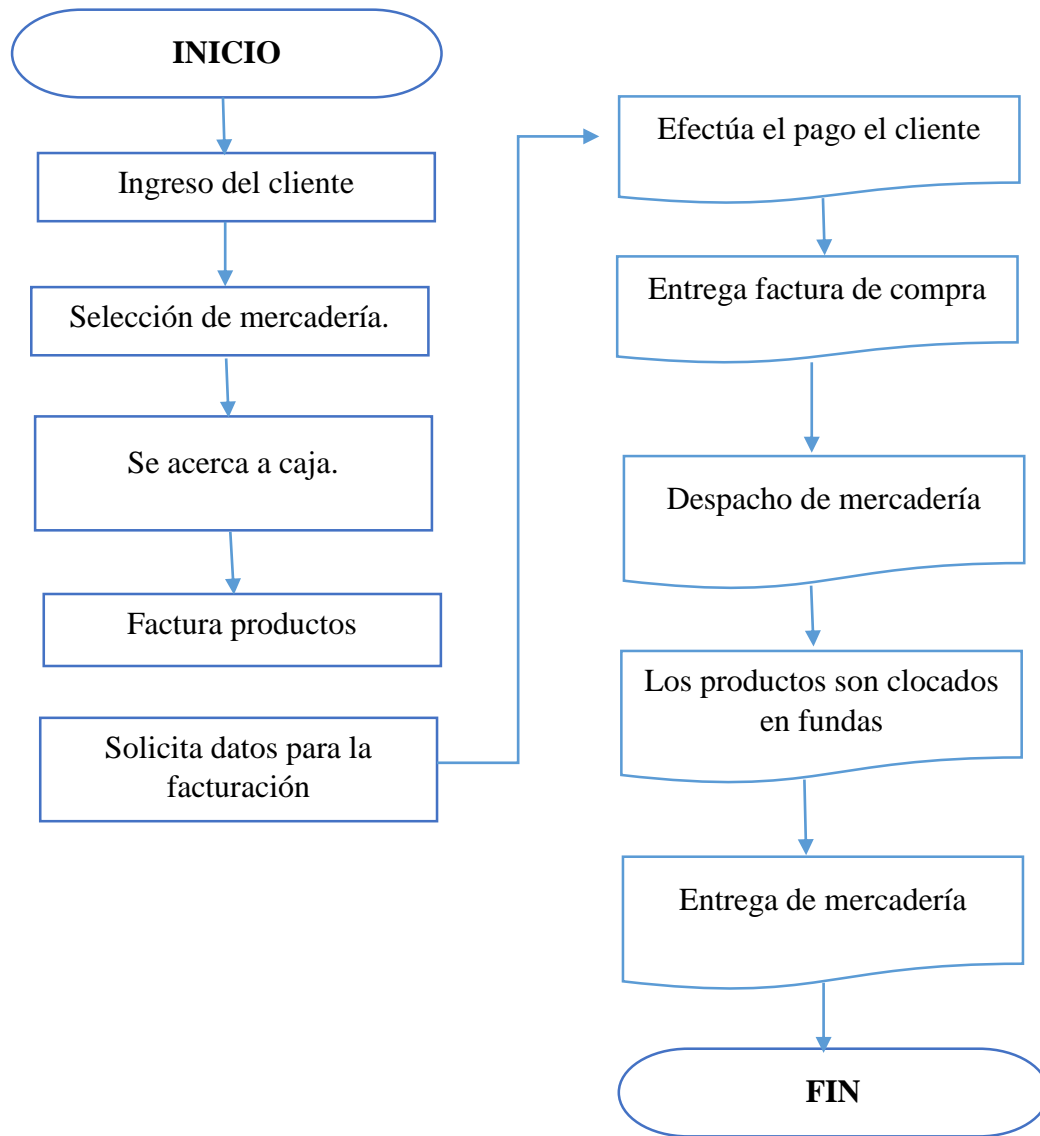 INICIO
Ingreso del cliente
Selección de mercadería.
Se acerca a caja.
Factura productos
Solicita datos para la
facturación
Efectúa el pago el cliente
Entrega factura de compra
Despacho de mercadería
Los productos son clocados
en fundas
Entrega de mercadería
FIN